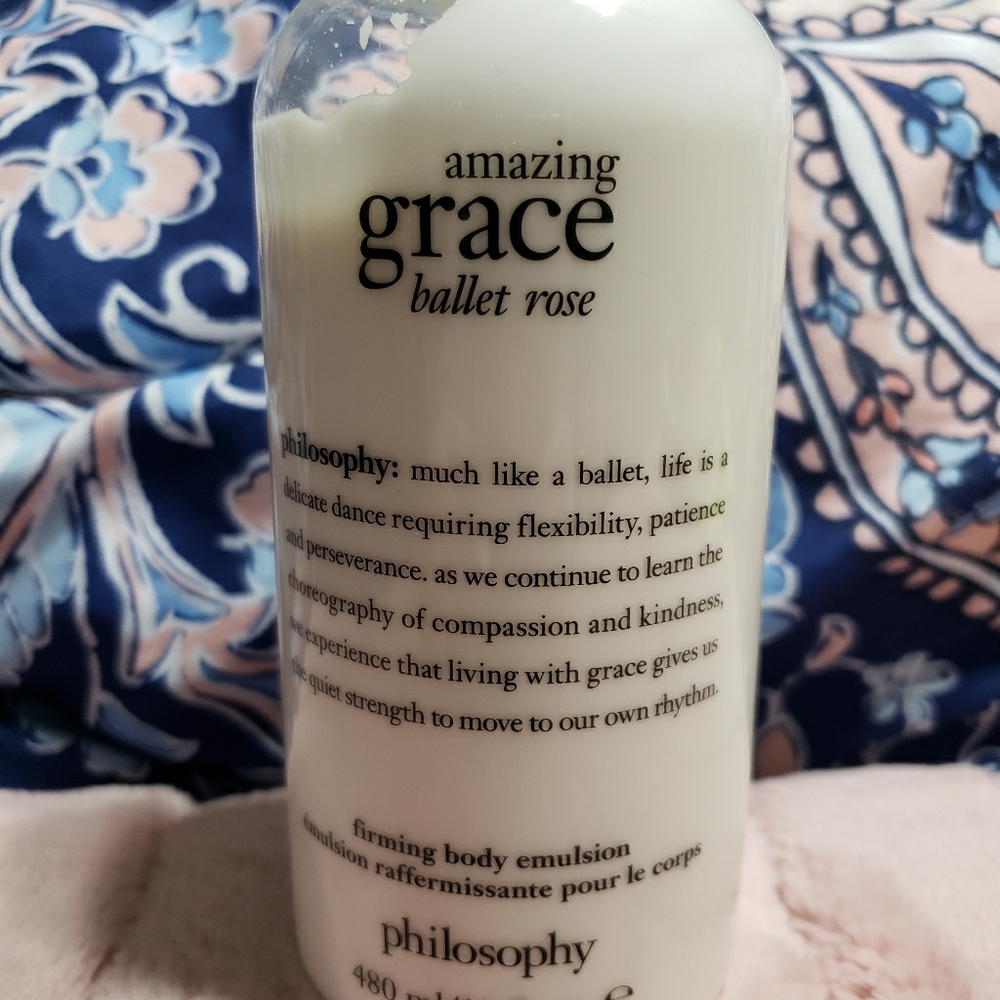 amazing
grace
ballet rose
philosophy: much like a ballet, life is a
delicate dance requiring flexibility, patience
and perseverance. as we continue to learn the
choreography of compassion and kindness,
we experience that living with grace gives us
the quiet strength to move to our own rhythm.
firming body emulsion
émulsion raffermissante pour le corps
philosophy
480 ml